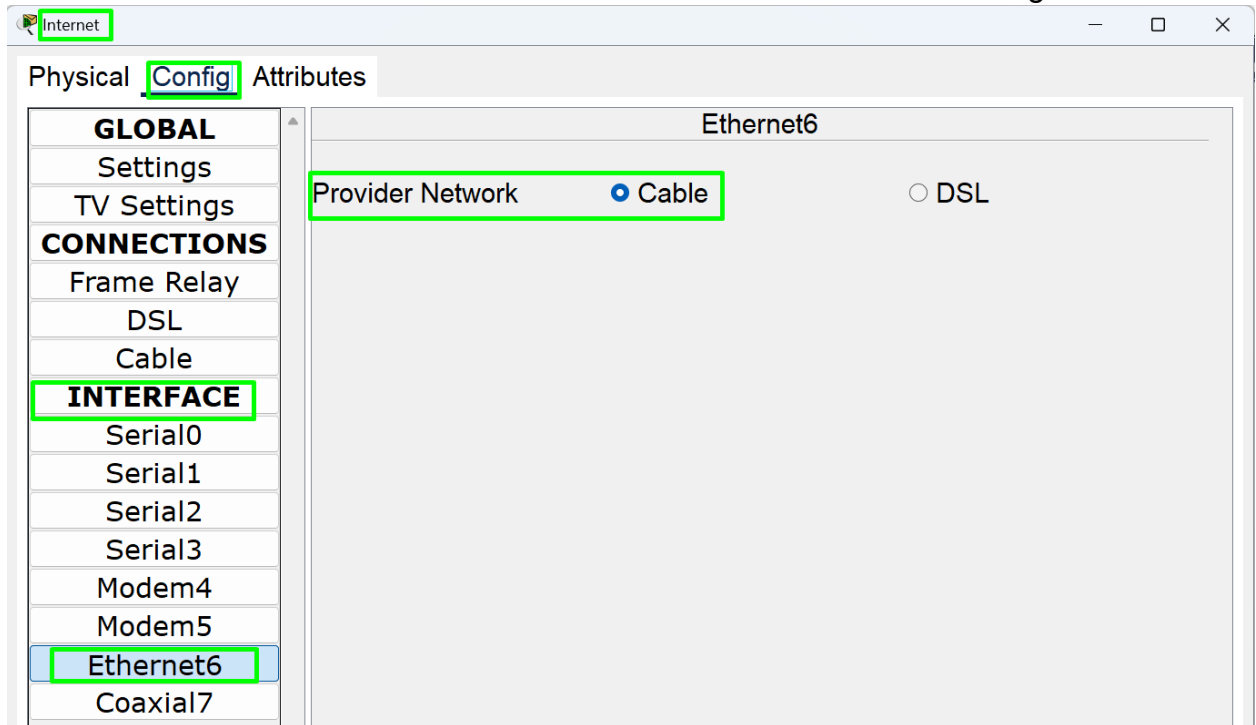 Internet
Physical Config Attributes
GLOBAL
Settings
TV Settings
CONNECTIONS
Frame Relay
DSL
Cable
INTERFACE
Serial0
Serial1
Serial2
Serial3
Modem4
Modem5
Ethernet6
Coaxial7
Ethernet6
Provider Network Cable DSL